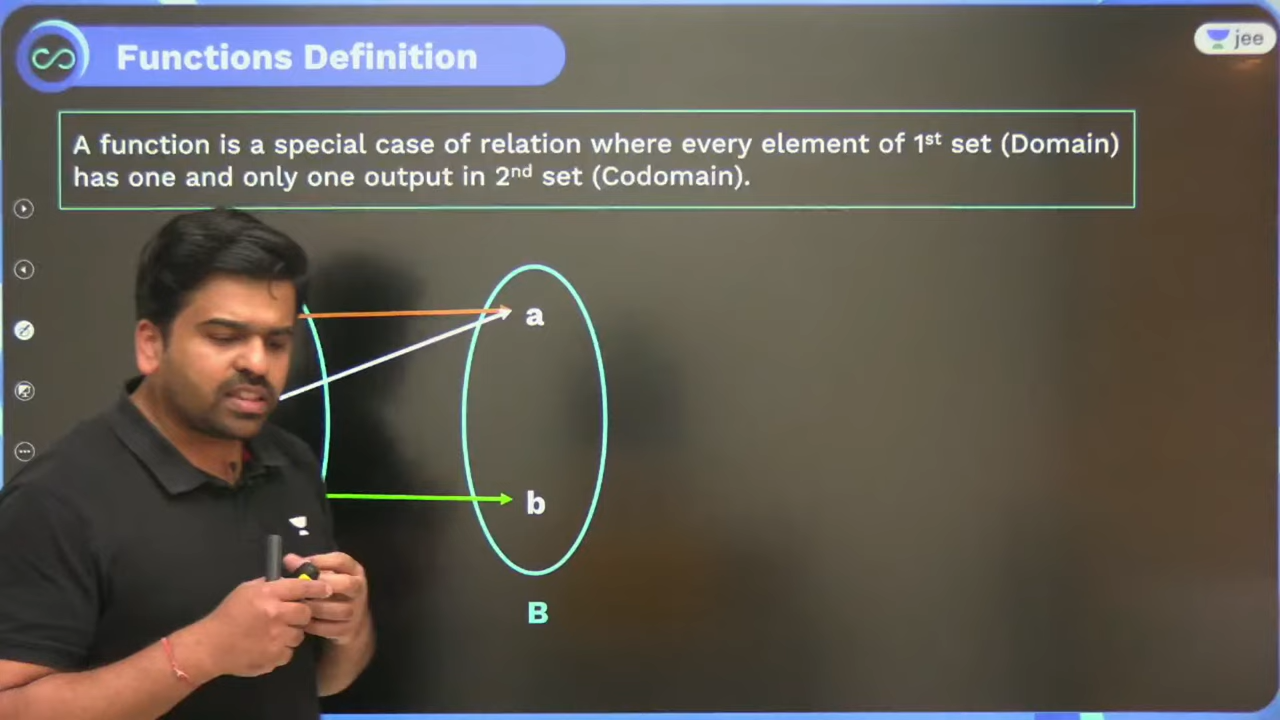 Functions Definition
jee
A function is a special case of relation where every element of 1st set (Domain)
has one and only one output in 2nd set (Codomain).
a
b
B